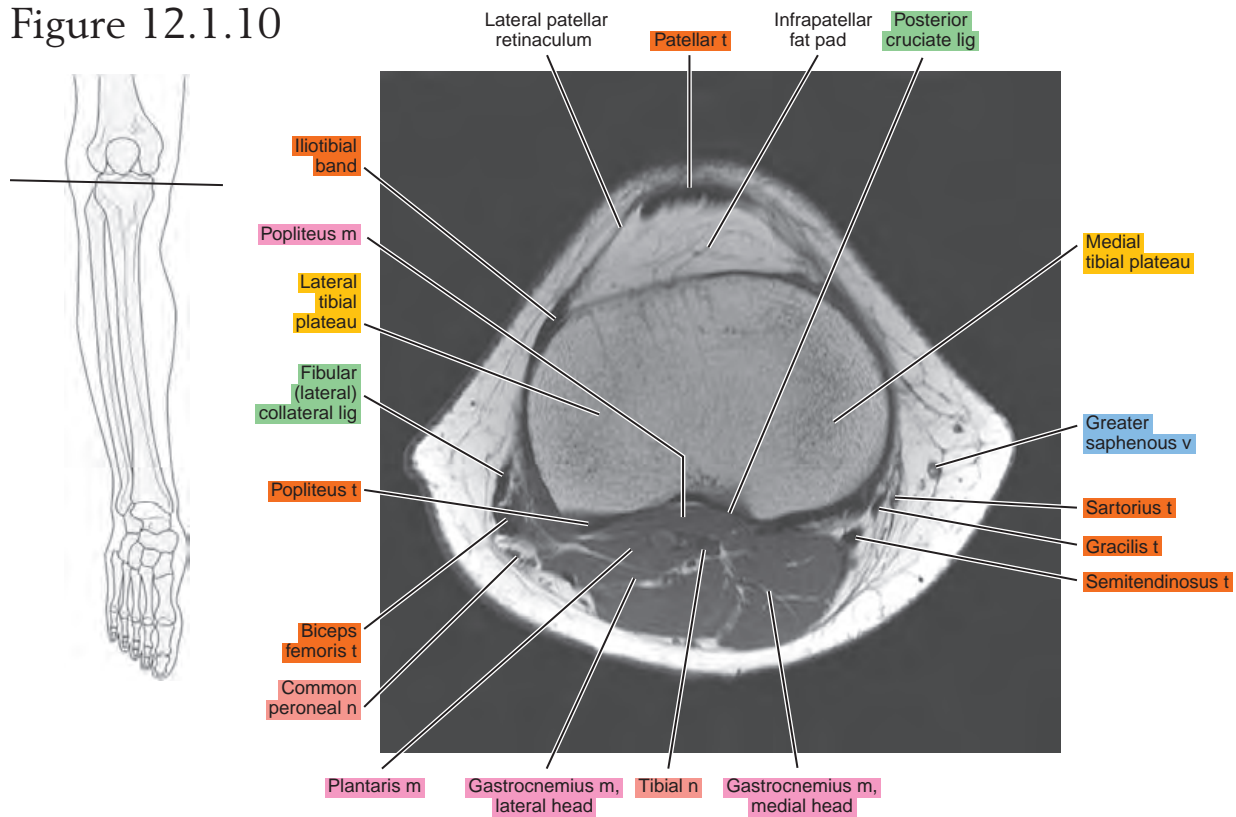 Figure 12.1.10
Lateral patellar
retinaculum
Patellar t
Infrapatellar
fat pad
Posterior
cruciate lig
Iliotibial
band
Popliteus m
Lateral
tibial
plateau
Fibular
(lateral)
collateral lig
Popliteus t
Biceps
femoris t
Common
peroneal n
Medial
tibial plateau
Greater
saphenous v
Sartorius t
Gracilis t
Semitendinosus t
Plantaris m
Gastrocnemius m,
lateral head
Tibial n
Gastrocnemius m,
medial head